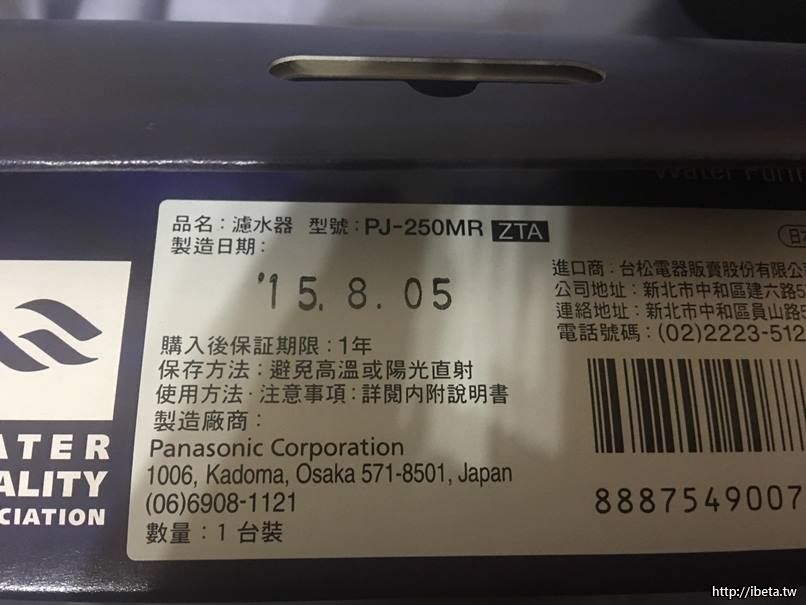 Water Puri
品名：濾水器 型號：PJ-250MR ZTA
製造日期：
'15. 8. 05
購入後保証期限：1年
保存方法：避免高溫或陽光直射
使用方法・注意事項：詳閱內附說明書
製造廠商：
Panasonic Corporation
1006, Kadoma, Osaka 571-8501, Japan
(06)6908-1121
數量：1 台裝
進口商：台松電器販賣股份有限公
公司地址：新北市中和區建六路5
連絡地址：新北市中和區員山路5
電話號碼：(02)2223-512
8887549007
ATER
ALITY
CIATION
http://ibeta.tw